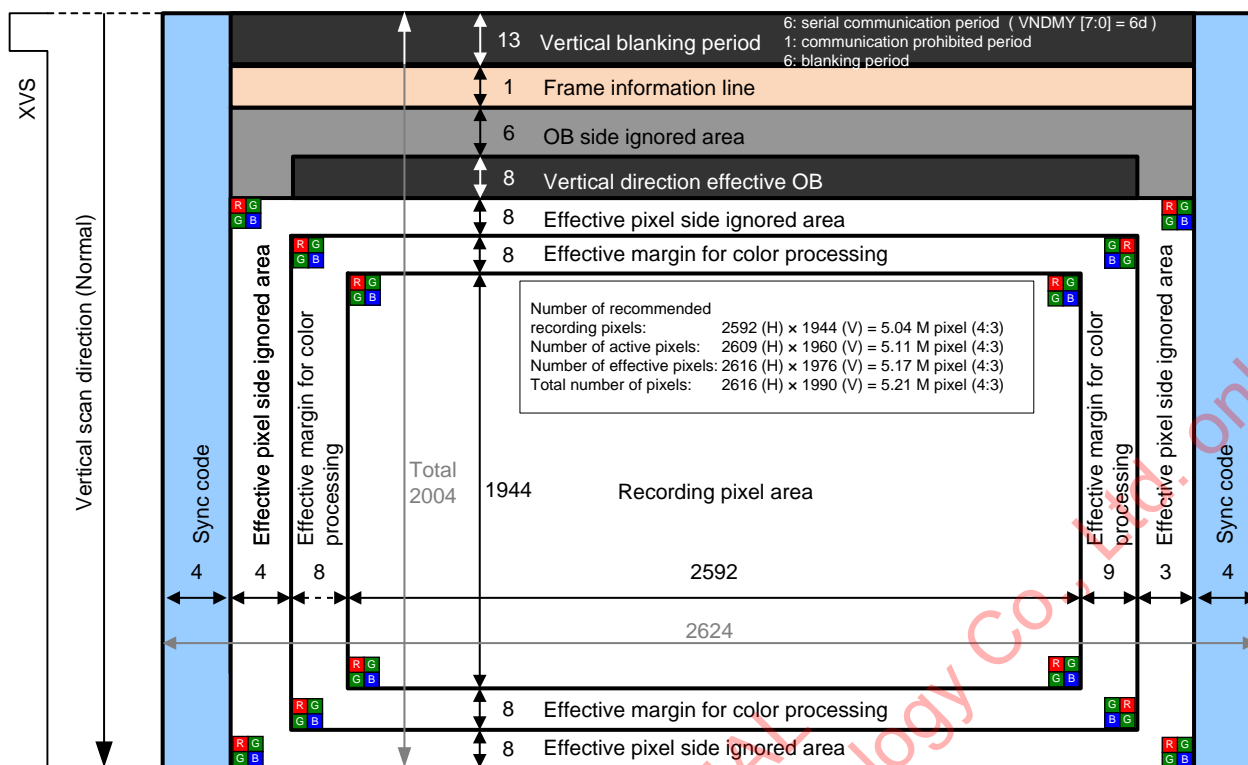 6: serial communication period ( VNDMY [7:0] = 6d )
13 Vertical blanking period
1: communication prohibited period
6: blanking period
XVS
1 Frame information line
6 OB side ignored area
8 Vertical direction effective OB
R G R G
G B G B
8 Effective pixel side ignored area
R G G R
G B B G
8 Effective margin for color processing
R G R G
G B G B
Number of recommended
recording pixels: 2592 (H) × 1944 (V) = 5.04 M pixel (4:3)
Number of active pixels: 2609 (H) × 1960 (V) = 5.11 M pixel (4:3)
Number of effective pixels: 2616 (H) × 1976 (V) = 5.17 M pixel (4:3)
Total number of pixels: 2616 (H) × 1990 (V) = 5.21 M pixel (4:3)
Vertical scan direction (Normal)
Sync code
Effective pixel side ignored area
Effective margin for color
processing
Total
2004
1944
Recording pixel area
Effective margin for color
processing
Effective pixel side ignored area
Sync code
4 4 8 2592 9 3 4
2624
R G R G
G B G B
8 Effective margin for color processing
R G G R
G B B G
8 Effective pixel side ignored area
R G R G
G B G B
Co., Ltd.